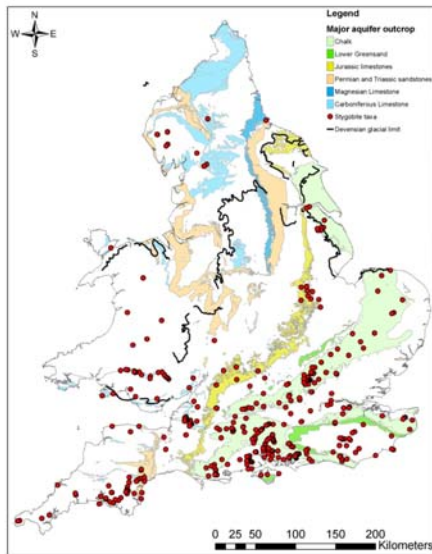 N
W E
S
Legend
Major aquifer outcrop
Chalk
Lower Greensand
Jurassic limestones
Permian and Triassic sandstones
Magnesian Limestone
Carboniferous Limestone
Stygobite taxa
Devensian glacial limit
0 25 50 100 150 200
Kilometers